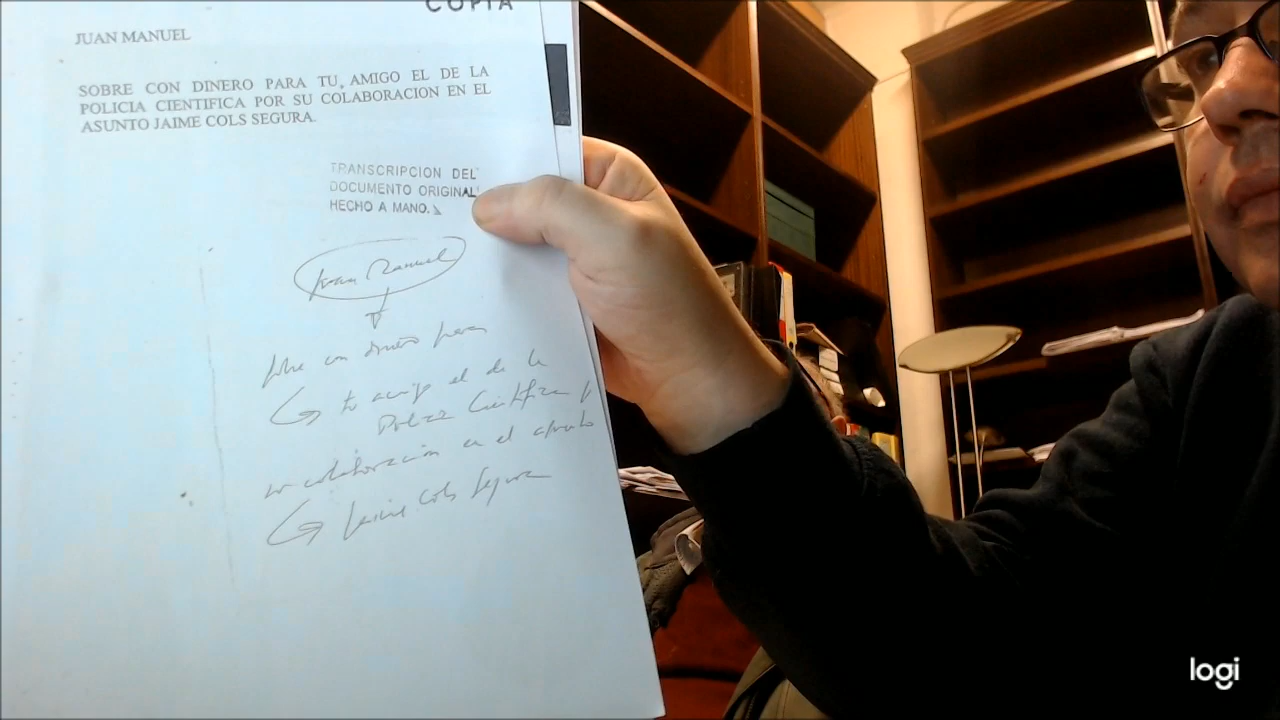 COPIA
JUAN MANUEL
SOBRE CON DINERO PARA TU, AMIGO EL DE LA
POLICIA CIENTIFICA POR SU COLABORACION EN EL
ASUNTO JAIME COLS SEGURA.
TRANSCRIPCION DEL
DOCUMENTO ORIGINAL
HECHO A MANO.
Juan Manuel
sobre con dinero para
tu amigo el de la
Policia Cientifica p
su colaboración en el asunto
Jaime Cols Segura
logi